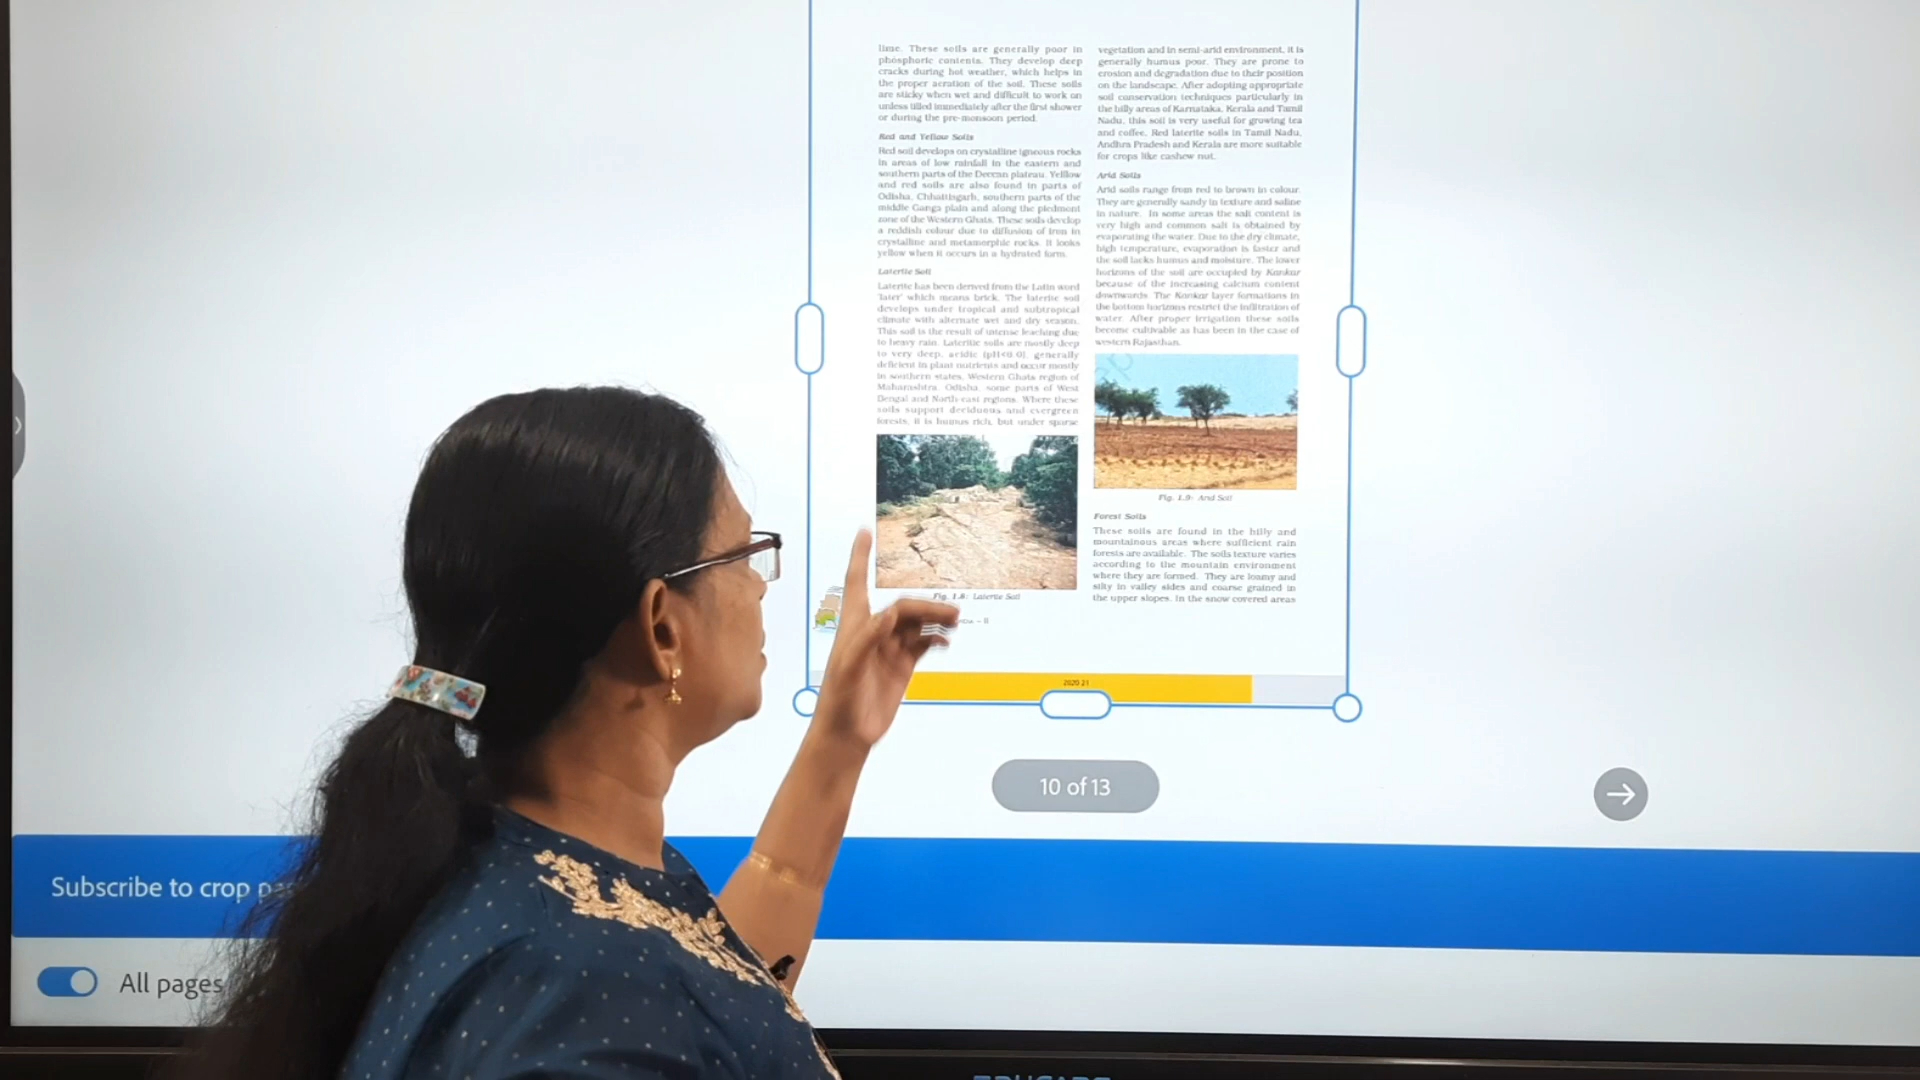 lime. These soils are generally poor in
phosphoric contents. They develop deep
cracks during hot weather, which helps in
the proper aeration of the soil. These soils
are sticky when wet and difficult to work on
unless tilled immediately after the first shower
or during the pre-monsoon period.
Red and Yellow Soils
Red soil develops on crystalline igneous rocks
in areas of low rainfall in the eastern and
southern parts of the Deccan plateau. Yelllow
and red soils are also found in parts of
Odisha, Chhattisgarh, southern parts of the
middle Ganga plain and along the piedmont
zone of the Western Ghats. These soils develop
a reddish colour due to diffusion of iron in
crystalline and metamorphic rocks. It looks
yellow when it occurs in a hydrated form.
Laterite Soil
Laterite has been derived from the Latin word
'later' which means brick. The laterite soil
develops under tropical and subtropical
climate with alternate wet and dry season.
This soil is the result of intense leaching due
to heavy rain. Lateritic soils are mostly deep
to very deep, acidic (pH<6.0), generally
deficient in plant nutrients and occur mostly
in southern states, Western Ghats region of
Maharashtra, Odisha, some parts of West
Bengal and North-east regions. Where these
soils support deciduous and evergreen
forests, it is humus rich, but under sparse
Fig. 1.8: Laterite Soil
vegetation and in semi-arid environment, it is
generally humus poor. They are prone to
erosion and degradation due to their position
on the landscape. After adopting appropriate
soil conservation techniques particularly in
the hilly areas of Karnataka, Kerala and Tamil
Nadu, this soil is very useful for growing tea
and coffee. Red laterite soils in Tamil Nadu,
Andhra Pradesh and Kerala are more suitable
for crops like cashew nut.
Arid Soils
Arid soils range from red to brown in colour.
They are generally sandy in texture and saline
in nature. In some areas the salt content is
very high and common salt is obtained by
evaporating the water. Due to the dry climate,
high temperature, evaporation is faster and
the soil lacks humus and moisture. The lower
horizons of the soil are occupied by Kankar
because of the increasing calcium content
downwards. The Kankar layer formations in
the bottom horizons restrict the infiltration of
water. After proper irrigation these soils
become cultivable as has been in the case of
western Rajasthan.
Fig. 1.9: Arid Soil
Forest Soils
These soils are found in the hilly and
mountainous areas where sufficient rain
forests are available. The soils texture varies
according to the mountain environment
where they are formed. They are loamy and
silty in valley sides and coarse grained in
the upper slopes. In the snow covered areas
2020 21
10 of 13
Subscribe to crop
All pages